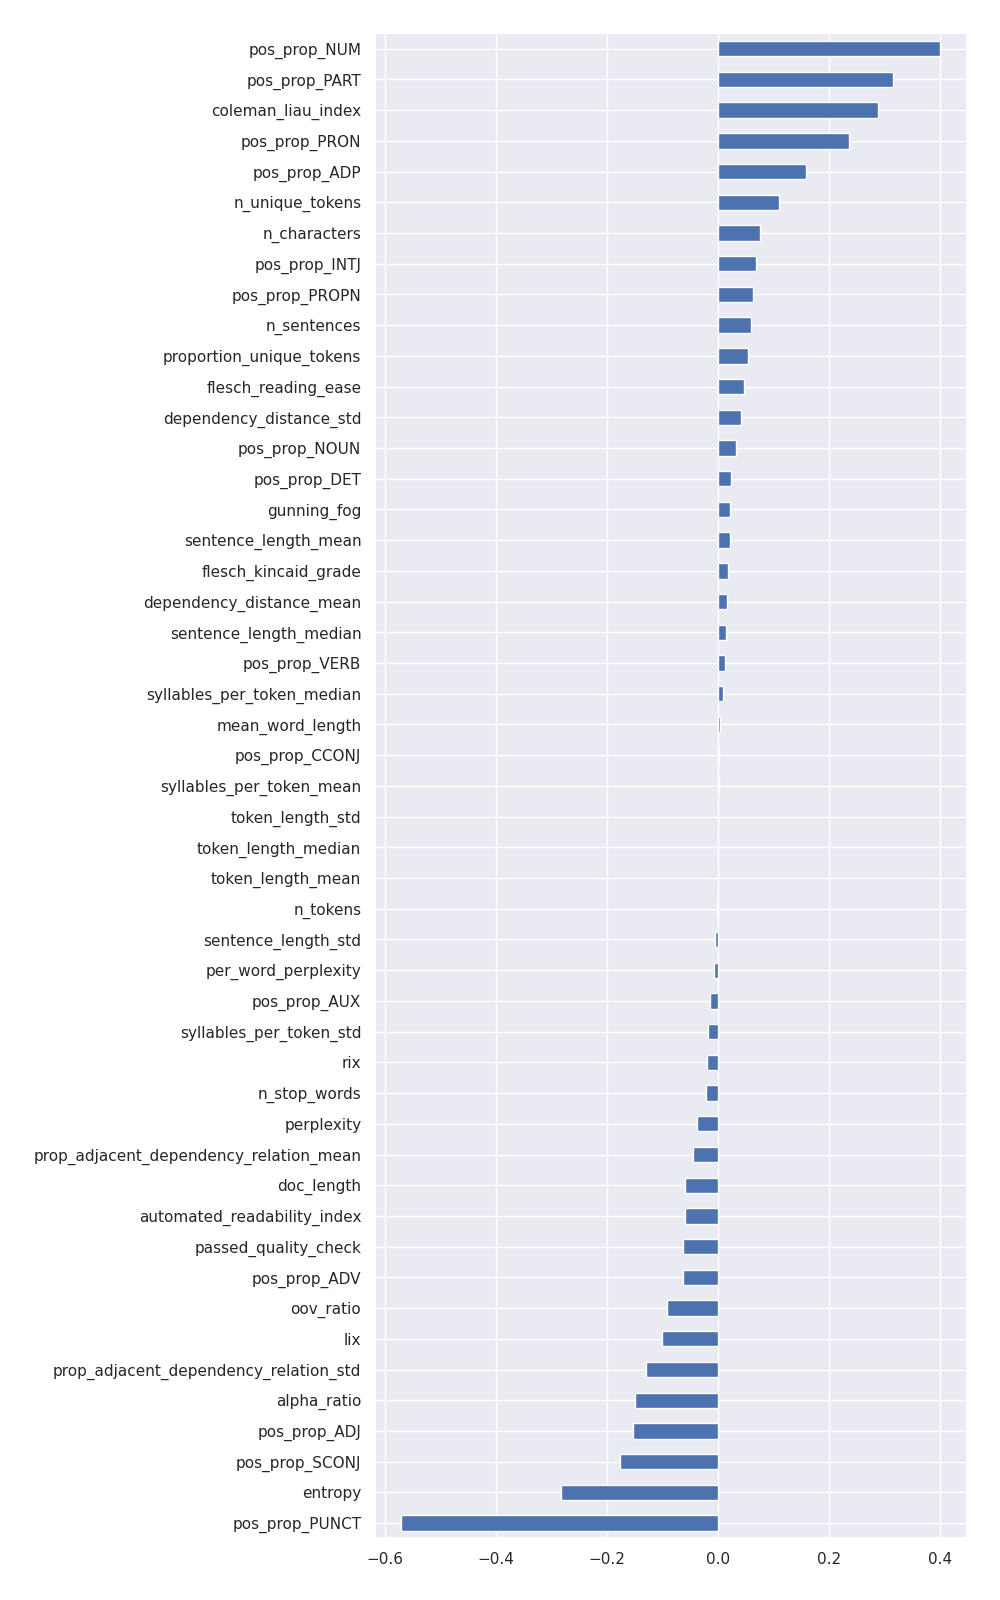 pos_prop_NUM
pos_prop_PART
coleman_liau_index
pos_prop_PRON
pos_prop_ADP
n_unique_tokens
n_characters
pos_prop_INTJ
pos_prop_PROPN
n_sentences
proportion_unique_tokens
flesch_reading_ease
dependency_distance_std
pos_prop_NOUN
pos_prop_DET
gunning_fog
sentence_length_mean
flesch_kincaid_grade
dependency_distance_mean
sentence_length_median
pos_prop_VERB
syllables_per_token_median
mean_word_length
pos_prop_CCONJ
syllables_per_token_mean
token_length_std
token_length_median
token_length_mean
n_tokens
sentence_length_std
per_word_perplexity
pos_prop_AUX
syllables_per_token_std
rix
n_stop_words
perplexity
prop_adjacent_dependency_relation_mean
doc_length
automated_readability_index
passed_quality_check
pos_prop_ADV
oov_ratio
lix
prop_adjacent_dependency_relation_std
alpha_ratio
pos_prop_ADJ
pos_prop_SCONJ
entropy
pos_prop_PUNCT
−0.6 −0.4 −0.2 0.0 0.2 0.4